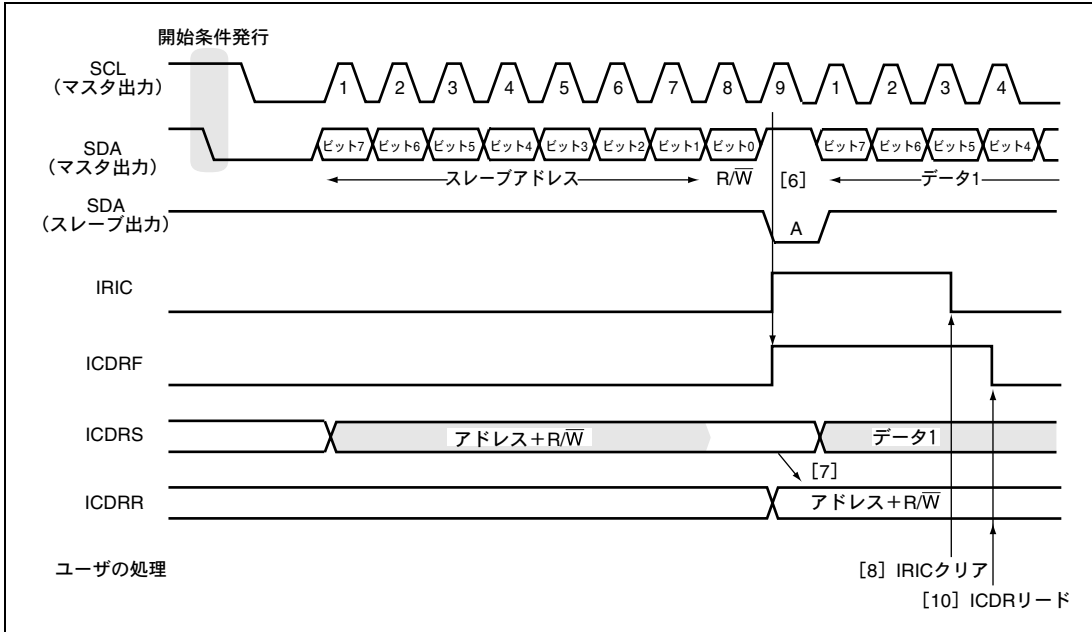 開始条件発行
SCL
（マスタ出力）
1 2 3 4 5 6 7 8 9 1 2 3 4
SDA
（マスタ出力）
ビット7 ビット6 ビット5 ビット4 ビット3 ビット2 ビット1 ビット0 ビット7 ビット6 ビット5 ビット4
スレーブアドレス R/W̅ [6] データ1
SDA
（スレーブ出力）
A
IRIC
ICDRF
ICDRS アドレス＋R/W̅ データ1
[7]
ICDRR アドレス＋R/W̅
ユーザの処理 [8] IRICクリア
[10] ICDRリード